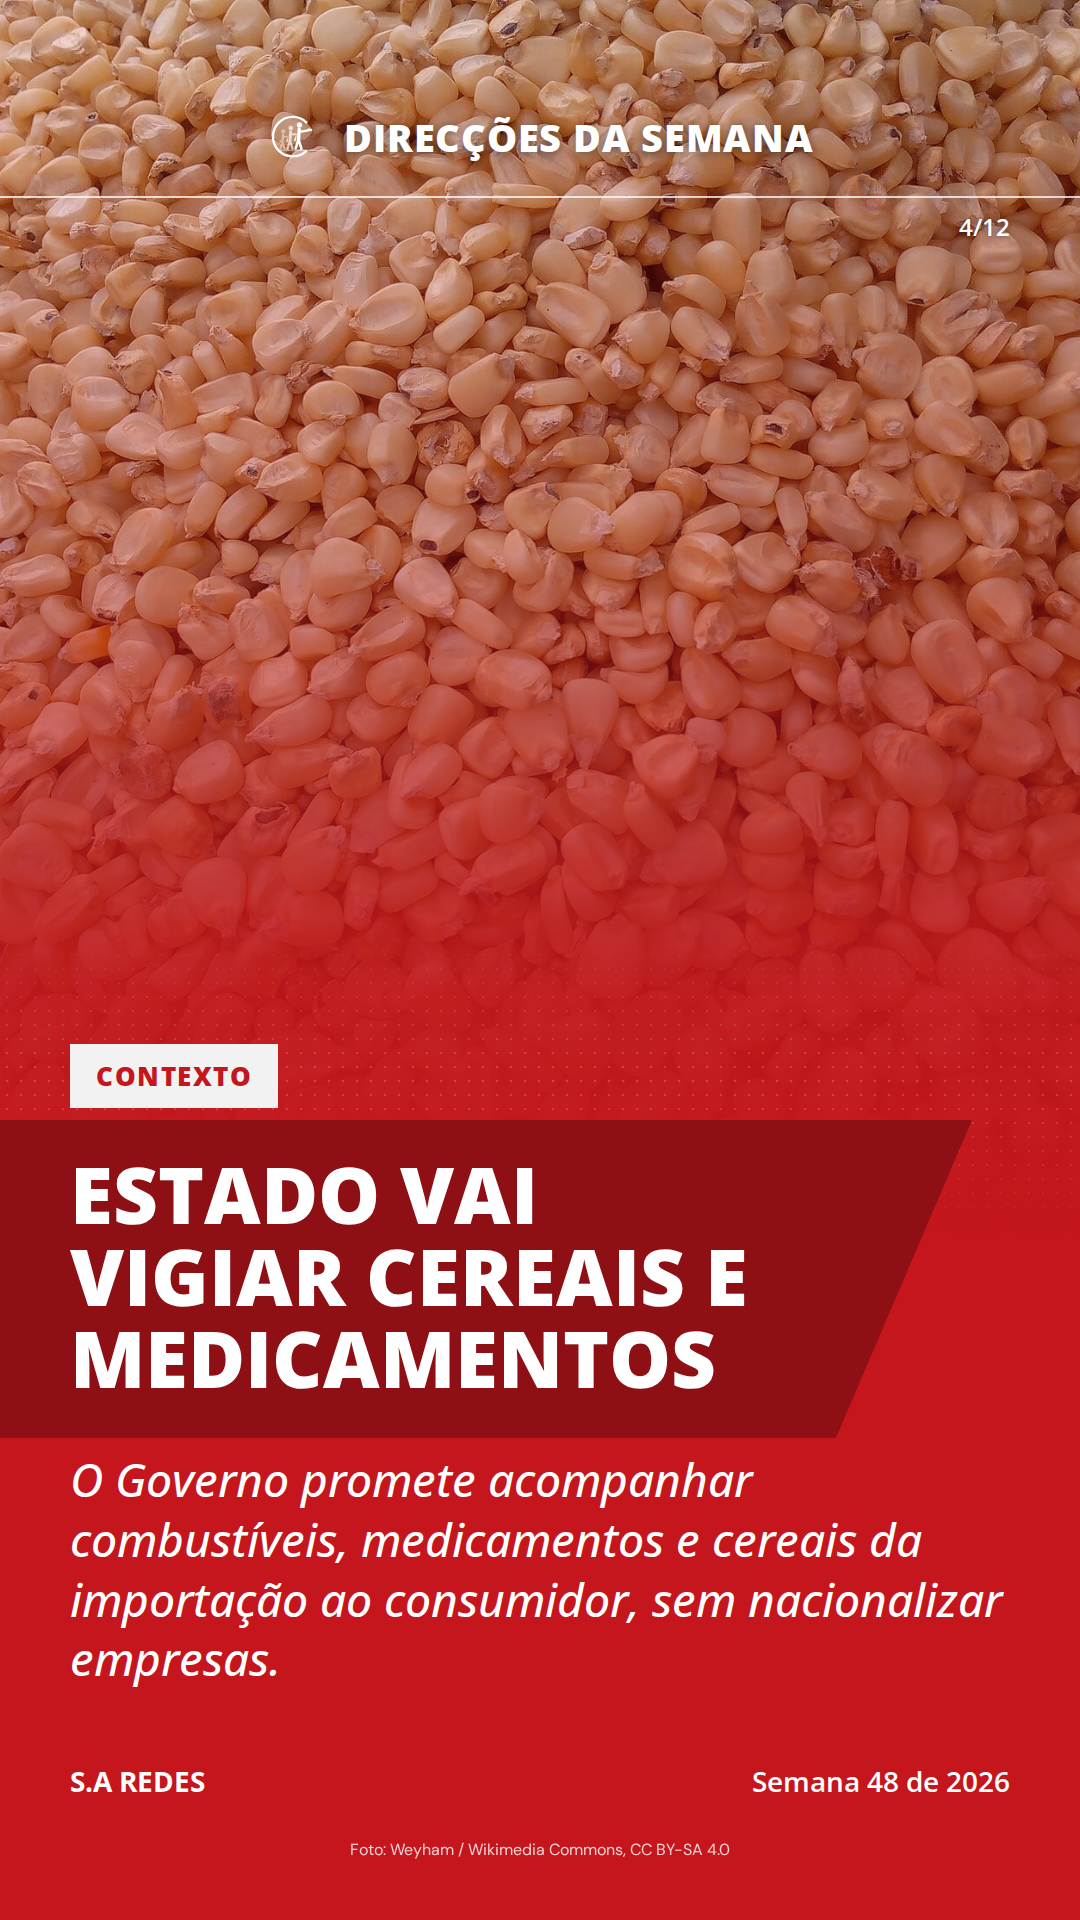 DIRECÇÕES DA SEMANA
4/12
CONTEXTO
ESTADO VAI
VIGIAR CEREAIS E
MEDICAMENTOS
O Governo promete acompanhar
combustíveis, medicamentos e cereais da
importação ao consumidor, sem nacionalizar
empresas.
S.A REDES
Semana 48 de 2026
Foto: Weyham / Wikimedia Commons, CC BY-SA 4.0